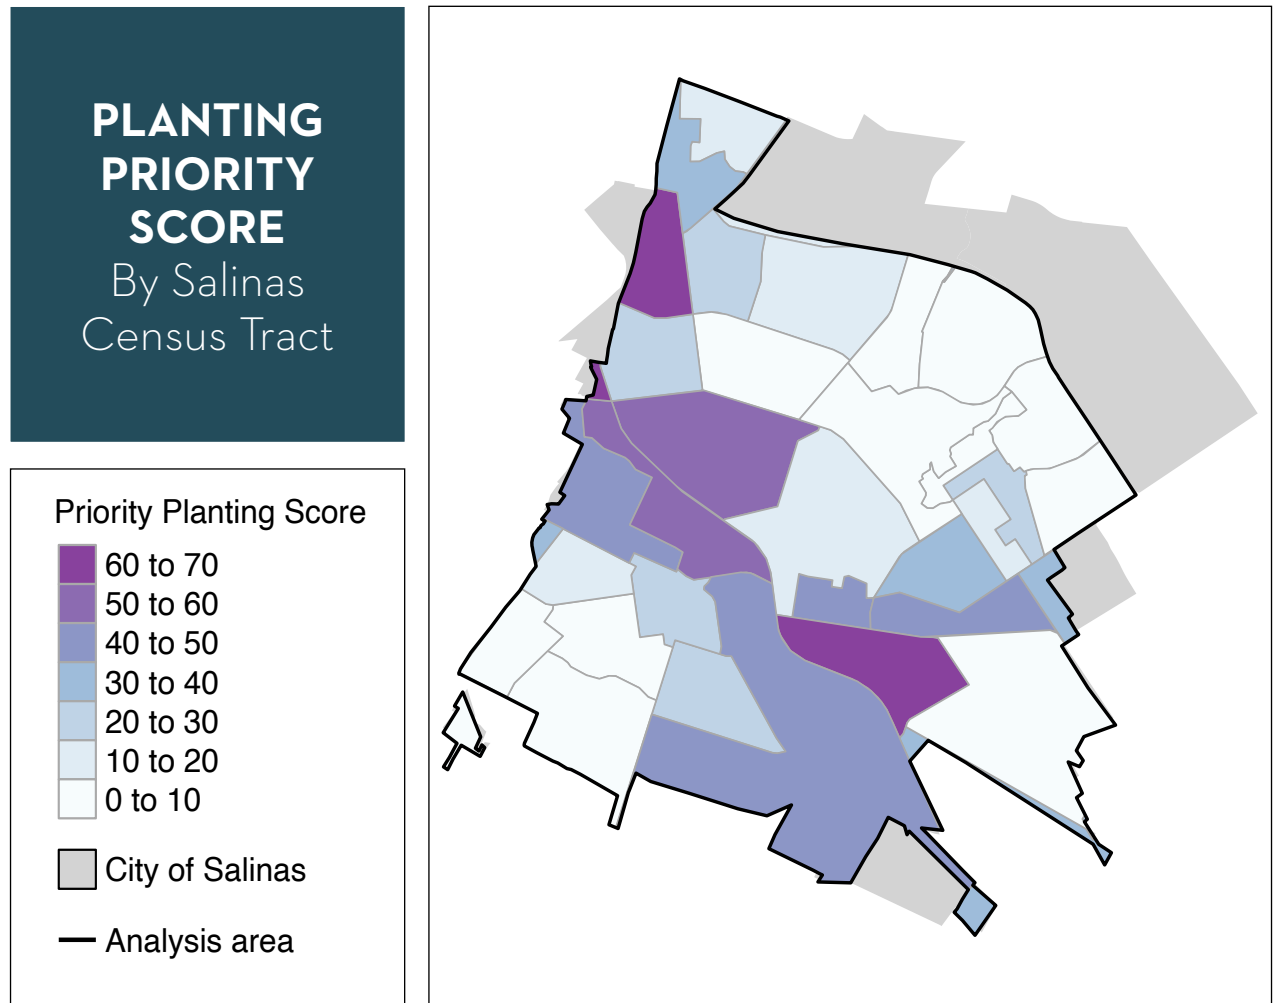 PLANTING
PRIORITY
SCORE
By Salinas
Census Tract
Priority Planting Score
60 to 70
50 to 60
40 to 50
30 to 40
20 to 30
10 to 20
0 to 10
City of Salinas
Analysis area